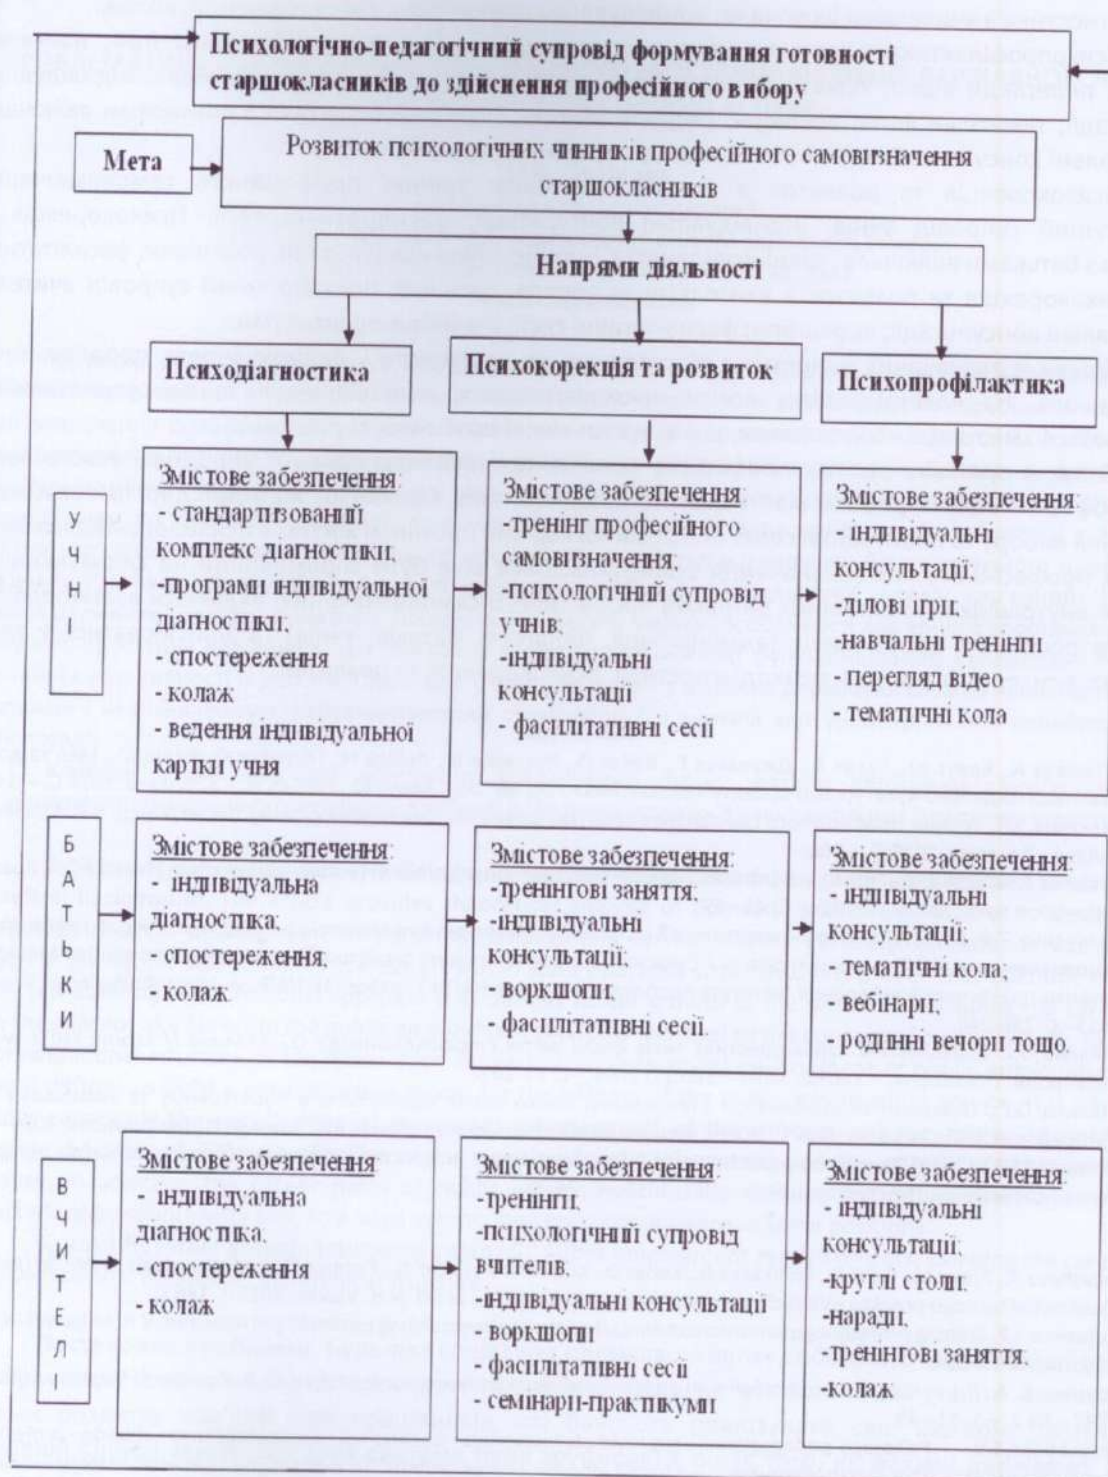 Психологічно-педагогічний супровід формування готовності
старшокласників до здійснення професійного вибору
Мета
Розвиток психологічних чинників професійного самовизначення
старшокласників
Напрями діяльності
Психодіагностика
Психокорекція та розвиток
Психопрофілактика
У
Ч
Н
І
Змістове забезпечення:
- стандартизований
комплекс діагностики;
-програми індивідуальної
діагностики;
- спостереження
- колаж
- ведення індивідуальної
картки учня
Змістове забезпечення:
-тренінг професійного
самовизначення;
-психологічний супровід
учнів;
-індивідуальні
консультації
- фасилітативні сесії
Змістове забезпечення:
- індивідуальні
консультації;
-ділові ігри;
-навчальні тренінги
- перегляд відео
- тематичні кола
Б
А
Т
Ь
К
И
Змістове забезпечення:
- індивідуальна
діагностика;
- спостереження;
- колаж
Змістове забезпечення:
-тренінгові заняття;
- індивідуальні
консультації;
- воркшопи;
- фасилітативні сесії.
Змістове забезпечення:
- індивідуальні
консультації;
- тематичні кола;
- вебінари;
- родинні вечори тощо.
В
Ч
И
Т
Е
Л
І
Змістове забезпечення:
- індивідуальна
діагностика;
- спостереження
- колаж
Змістове забезпечення:
-тренінги;
-психологічний супровід
вчителів;
-індивідуальні консультації
- воркшопи
- фасилітативні сесії
- семінари-практикуми
Змістове забезпечення:
- індивідуальні
консультації;
-круглі столи;
-наради;
-тренінгові заняття,
-колаж